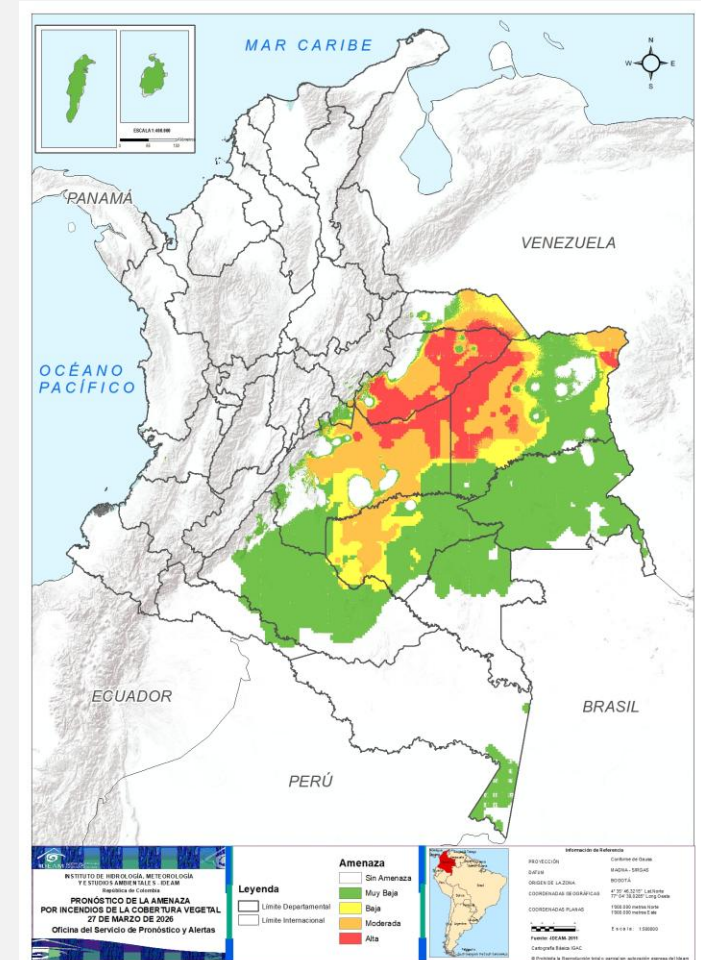 MAR CARIBE
N
W
E
S
ESCALA 1:400.000
PANAMÁ
VENEZUELA
OCÉANO
PACÍFICO
ECUADOR
BRASIL
PERÚ
IDEAM
INSTITUTO DE HIDROLOGÍA, METEOROLOGÍA
Y ESTUDIOS AMBIENTALES - IDEAM
República de Colombia
PRONÓSTICO DE LA AMENAZA
POR INCENDIOS DE LA COBERTURA VEGETAL
27 DE MARZO DE 2026
Oficina del Servicio de Pronóstico y Alertas
Leyenda
Límite Departamental
Límite Internacional
Amenaza
Sin Amenaza
Muy Baja
Baja
Moderada
Alta
Información de Referencia
PROYECCIÓN
Conforme de Gauss
DATUM
MAGNA - SIRGAS
ORIGEN DE LA ZONA
BOGOTÁ
COORDENADAS GEOGRÁFICAS
COORDENADAS PLANAS
1'000.000 metros Norte
1'000.000 metros Este
Fuente: IDEAM- 2011
Cartografía Básica IGAC